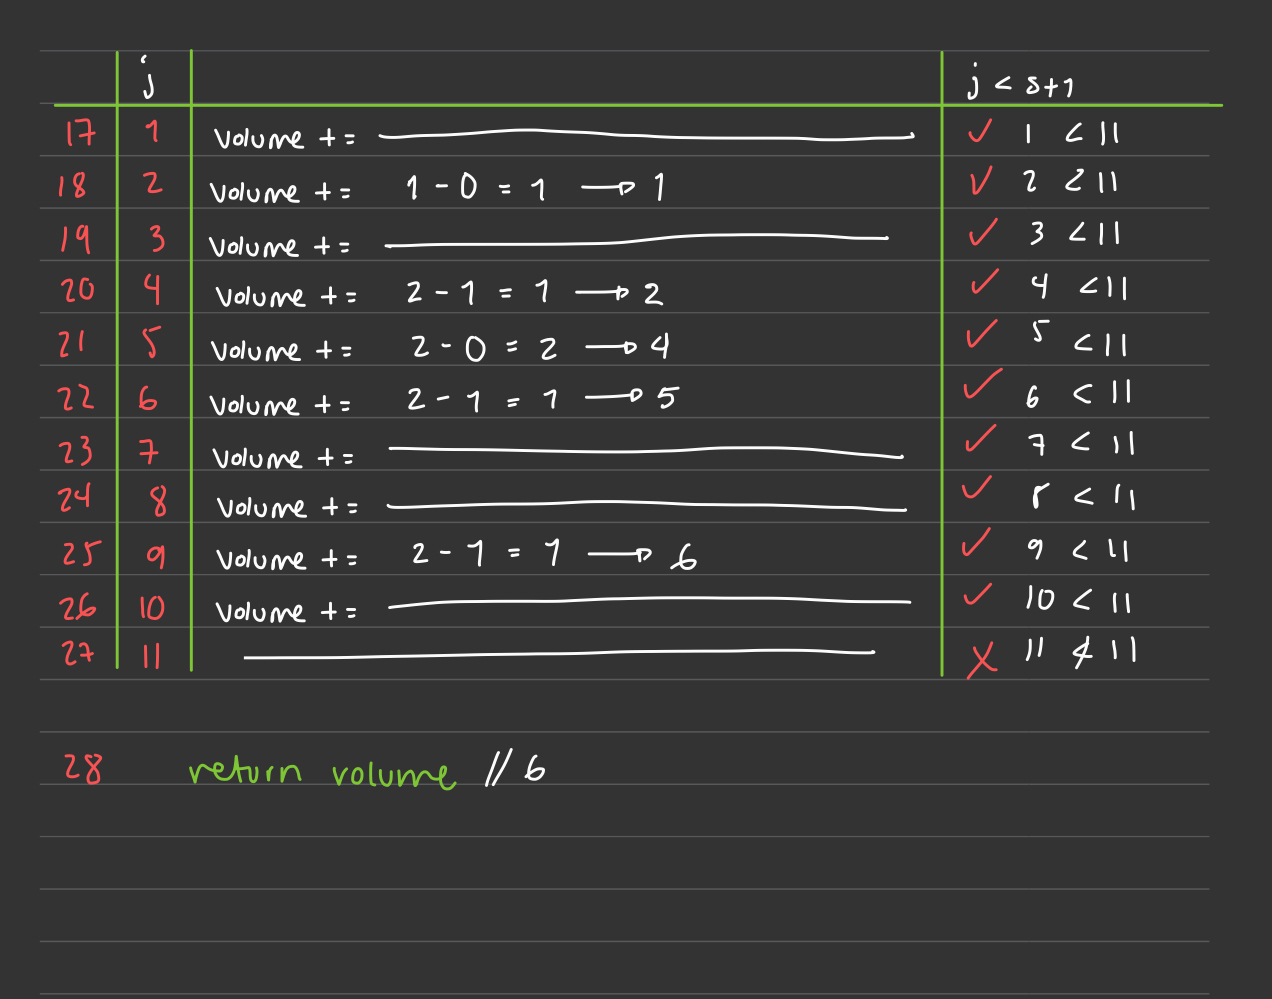 j j < s+1
17 1 volume += ✓ 1 < 11
18 2 volume += 1 - 0 = 1 → 1 ✓ 2 < 11
19 3 volume += ✓ 3 < 11
20 4 volume += 2 - 1 = 1 → 2 ✓ 4 < 11
21 5 volume += 2 - 0 = 2 → 4 ✓ 5 < 11
22 6 volume += 2 - 1 = 1 → 5 ✓ 6 < 11
23 7 volume += ✓ 7 < 11
24 8 volume += ✓ 8 < 11
25 9 volume += 2 - 1 = 1 → 6 ✓ 9 < 11
26 10 volume += ✓ 10 < 11
27 11 ✗ 11 ≮ 11
28 return volume // 6